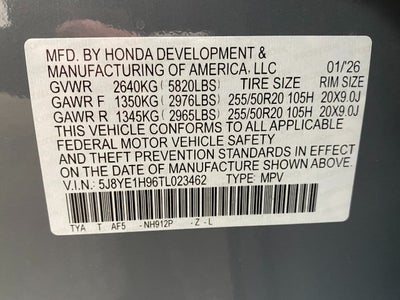 MFD. BY HONDA DEVELOPMENT &
MANUFACTURING OF AMERICA, LLC 01/26
GVWR 2640KG (5820LBS) TIRE SIZE RIM SIZE
GAWR F 1350KG (2976LBS) 255/50R20 105H 20X9.0J
GAWR R 1345KG (2965LBS) 255/50R20 105H 20X9.0J
THIS VEHICLE CONFORMS TO ALL APPLICABLE
FEDERAL MOTOR VEHICLE SAFETY, BUMPER,
AND THEFT PREVENTION STANDARDS IN EFFECT
ON THE DATE OF MANUFACTURE SHOWN ABOVE.
V.I.N.: 5J8YE1H96TL023462 TYPE: MPV
TYA T AF5 -NH912P -Z-L